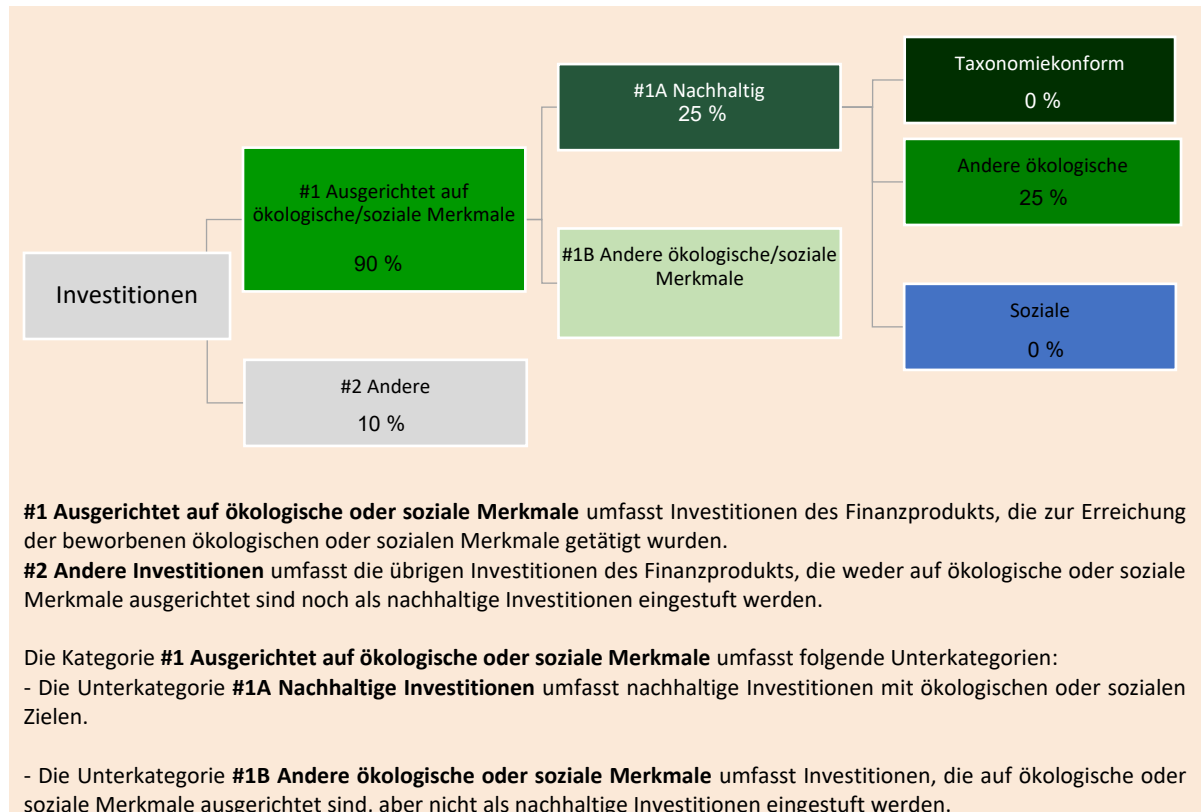 Investitionen
#1 Ausgerichtet auf
ökologische/soziale Merkmale
90 %
#2 Andere
10 %
#1A Nachhaltig
25 %
#1B Andere ökologische/soziale
Merkmale
Taxonomiekonform
0 %
Andere ökologische
25 %
Soziale
0 %
#1 Ausgerichtet auf ökologische oder soziale Merkmale umfasst Investitionen des Finanzprodukts, die zur Erreichung
der beworbenen ökologischen oder sozialen Merkmale getätigt wurden.
#2 Andere Investitionen umfasst die übrigen Investitionen des Finanzprodukts, die weder auf ökologische oder soziale
Merkmale ausgerichtet sind noch als nachhaltige Investitionen eingestuft werden.
Die Kategorie #1 Ausgerichtet auf ökologische oder soziale Merkmale umfasst folgende Unterkategorien:
- Die Unterkategorie #1A Nachhaltige Investitionen umfasst nachhaltige Investitionen mit ökologischen oder sozialen
Zielen.
- Die Unterkategorie #1B Andere ökologische oder soziale Merkmale umfasst Investitionen, die auf ökologische oder
soziale Merkmale ausgerichtet sind, aber nicht als nachhaltige Investitionen eingestuft werden.